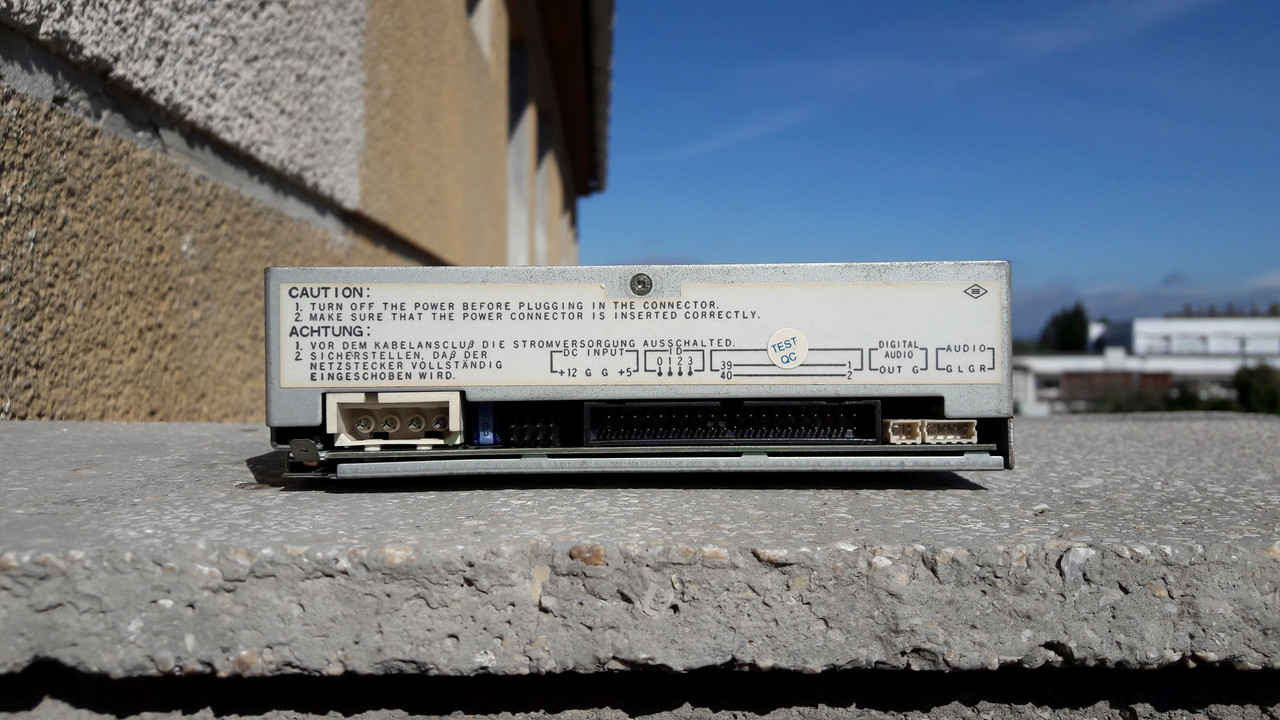 CAUTION:
1. TURN OFF THE POWER BEFORE PLUGGING IN THE CONNECTOR.
2. MAKE SURE THAT THE POWER CONNECTOR IS INSERTED CORRECTLY.
ACHTUNG:
1. VOR DEM KABELANSCLUß DIE STROMVERSORGUNG AUSSCHALTED.
2. SICHERSTELLEN, DAß DER
NETZSTECKER VOLLSTÄNDIG
EINGESCHOBEN WIRD.
DC INPUT
+12 G G +5
ID
0 1 2 3
39 1
40 2
TEST
QC
DIGITAL
AUDIO
OUT G
AUDIO
G L G R